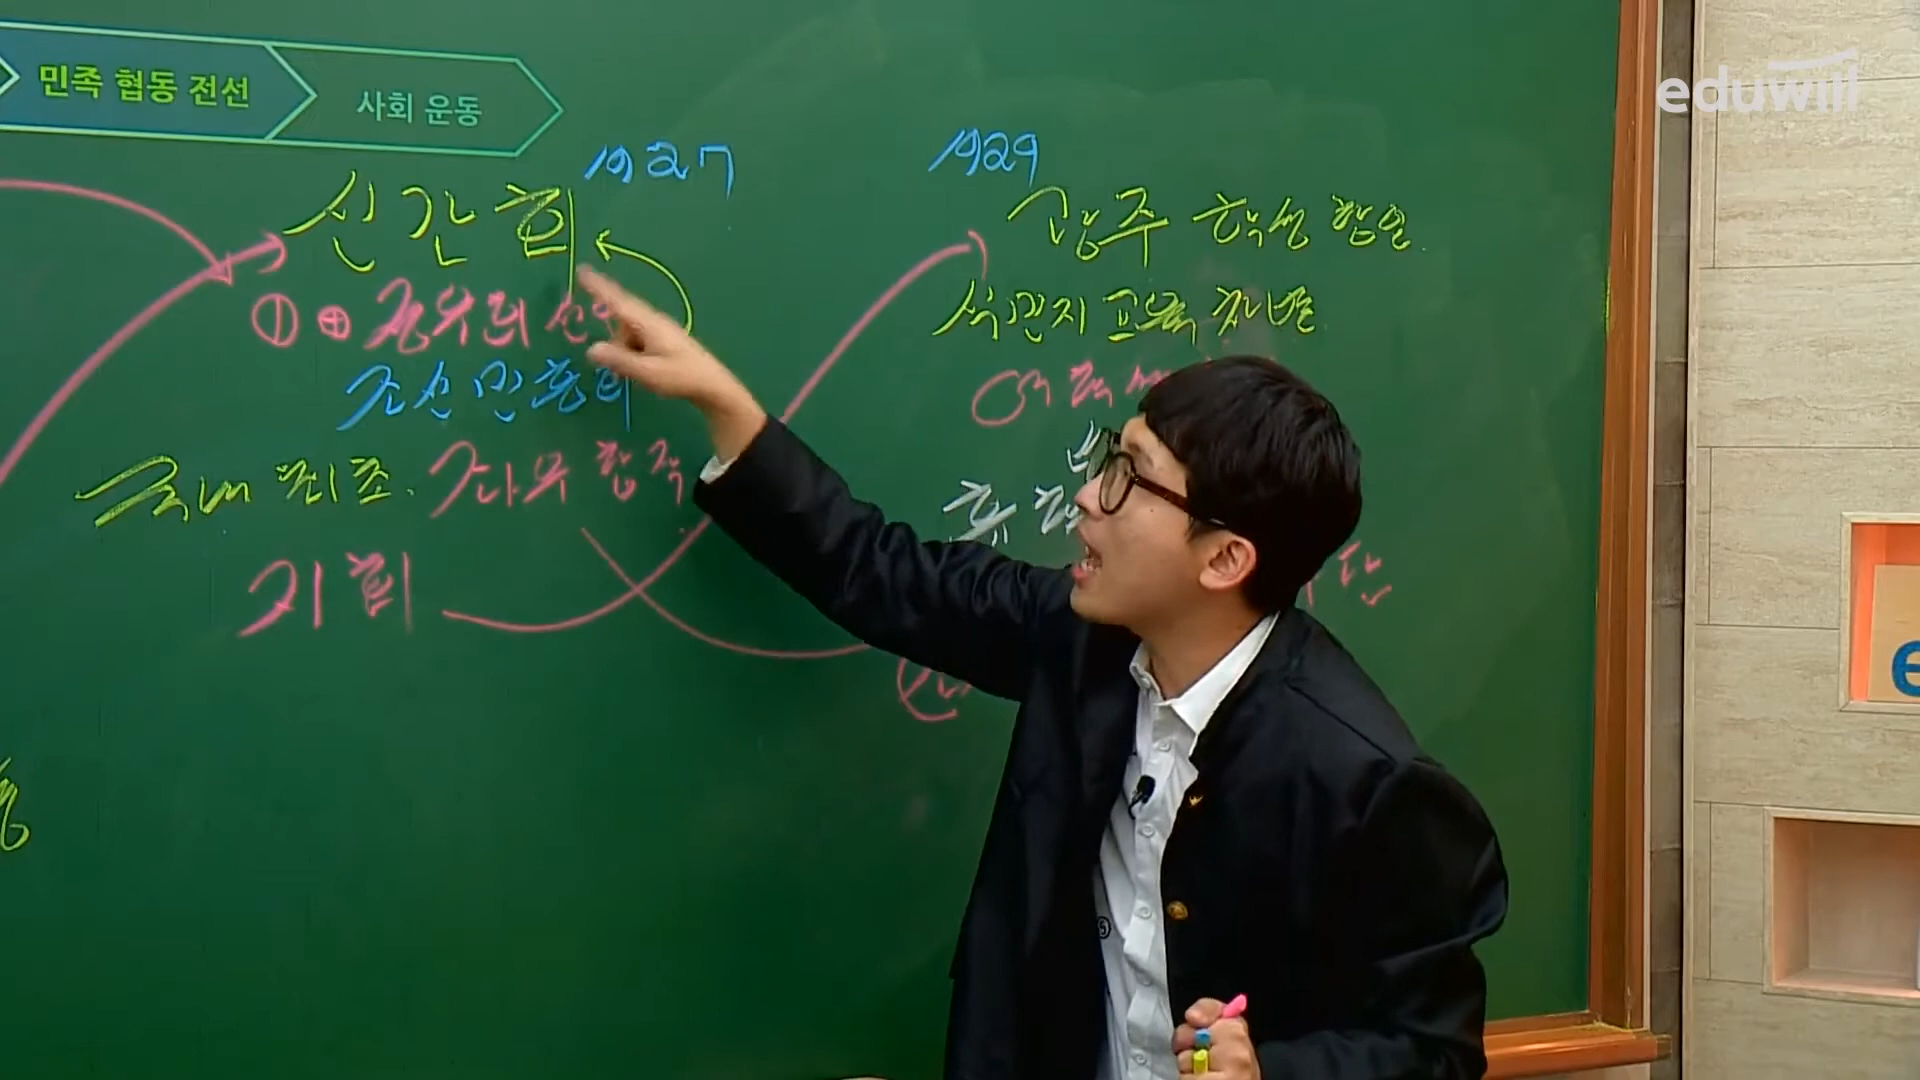 eduwill
민족 협동 전선
사회 운동
1927
신간회
① ⊕ 정우회 선언
조선민흥회
국내 최초. 좌우 합작
기회
1929
광주 학생 항일.
식민지 교육 차별